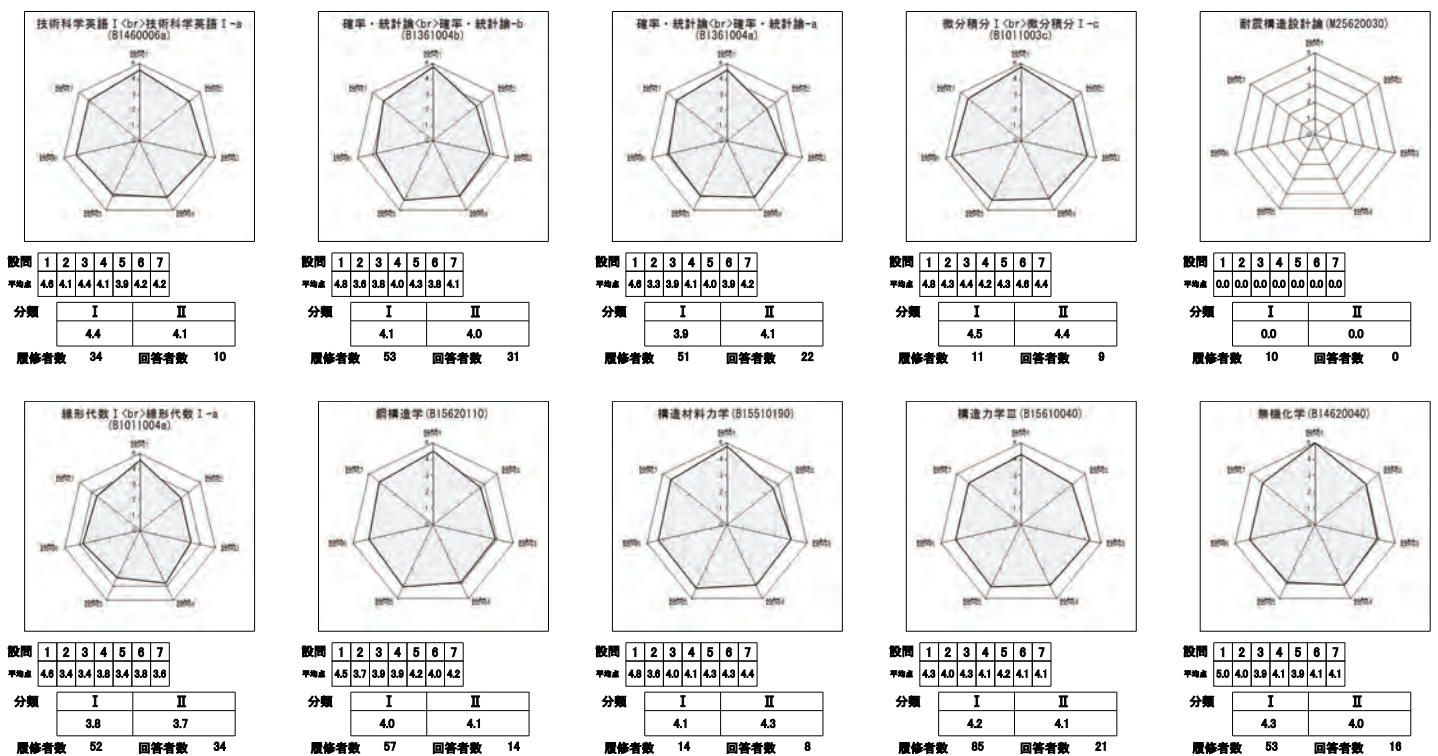 技術科学英語Ⅰ<br>技術科学英語Ⅰ-a
(B1460006a)
設問 1 2 3 4 5 6 7
平均点 4.6 4.1 4.4 4.1 3.9 4.2 4.2
分類 Ⅰ Ⅱ
4.4 4.1
履修者数 34 回答者数 10
確率・統計論<br>確率・統計論-b
(B1361004b)
設問 1 2 3 4 5 6 7
平均点 4.8 3.6 3.8 4.0 4.3 3.8 4.1
分類 Ⅰ Ⅱ
4.1 4.0
履修者数 53 回答者数 31
確率・統計論<br>確率・統計論-a
(B1361004a)
設問 1 2 3 4 5 6 7
平均点 4.6 3.3 3.9 4.1 4.0 3.9 4.2
分類 Ⅰ Ⅱ
3.9 4.1
履修者数 51 回答者数 22
微分積分Ⅰ<br>微分積分Ⅰ-c
(B1011003c)
設問 1 2 3 4 5 6 7
平均点 4.8 4.3 4.4 4.2 4.3 4.6 4.4
分類 Ⅰ Ⅱ
4.5 4.4
履修者数 11 回答者数 9
耐震構造設計論(M25620030)
設問 1 2 3 4 5 6 7
平均点 0.0 0.0 0.0 0.0 0.0 0.0 0.0
分類 Ⅰ Ⅱ
0.0 0.0
履修者数 10 回答者数 0
線形代数Ⅰ<br>線形代数Ⅰ-a
(B1011004a)
設問 1 2 3 4 5 6 7
平均点 4.6 3.4 3.4 3.8 3.4 3.8 3.6
分類 Ⅰ Ⅱ
3.8 3.7
履修者数 52 回答者数 34
鋼構造学(B15620110)
設問 1 2 3 4 5 6 7
平均点 4.5 3.7 3.9 3.9 4.2 4.0 4.2
分類 Ⅰ Ⅱ
4.0 4.1
履修者数 57 回答者数 14
構造材料力学(B15510190)
設問 1 2 3 4 5 6 7
平均点 4.8 3.6 4.0 4.1 4.3 4.3 4.4
分類 Ⅰ Ⅱ
4.1 4.3
履修者数 14 回答者数 8
構造力学Ⅲ(B15610040)
設問 1 2 3 4 5 6 7
平均点 4.3 4.0 4.3 4.1 4.2 4.1 4.1
分類 Ⅰ Ⅱ
4.2 4.1
履修者数 85 回答者数 21
無機化学(B14620040)
設問 1 2 3 4 5 6 7
平均点 5.0 4.0 3.9 4.1 3.9 4.1 4.1
分類 Ⅰ Ⅱ
4.3 4.0
履修者数 53 回答者数 16